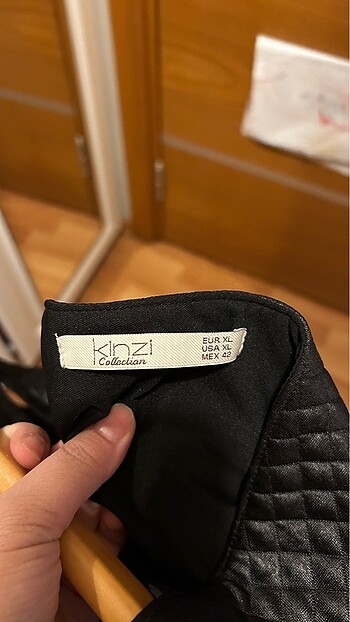 kinzi
Collection
EUR XL
USA XL
MEX 42